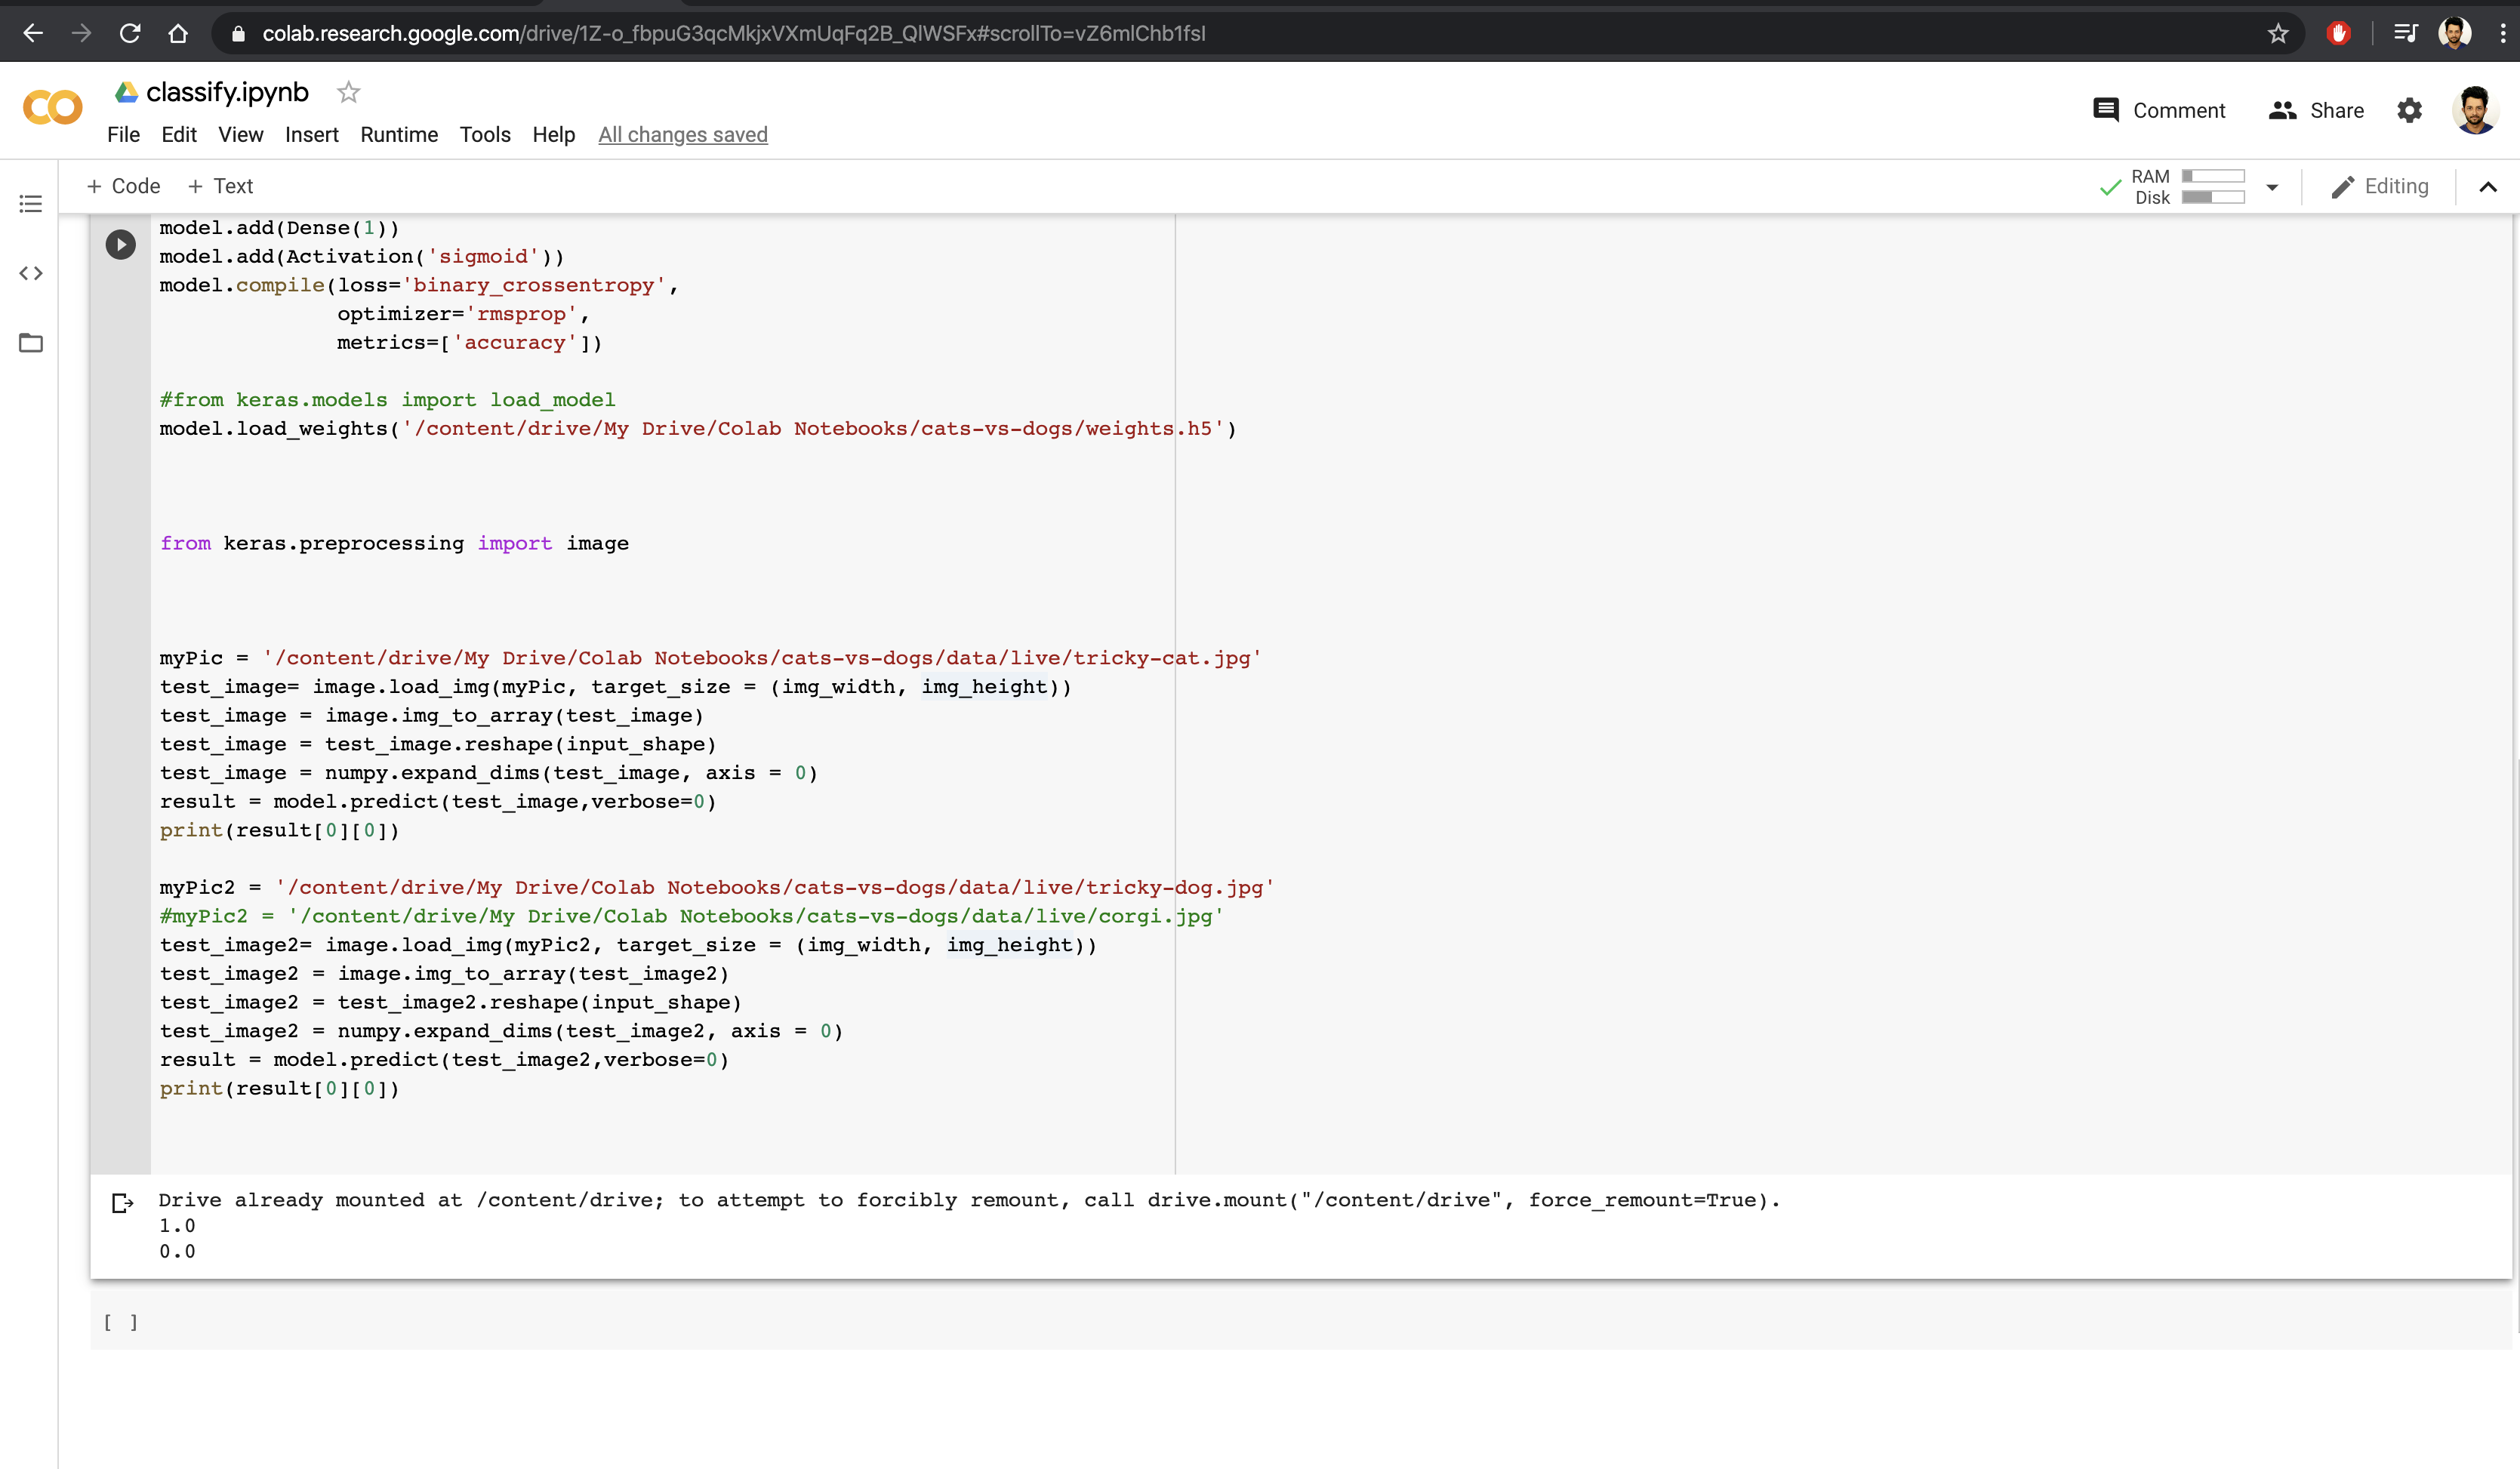 colab.research.google.com/drive/1Z-o_fbpuG3qcMkjxVXmUqFq2B_QlWSFx#scrollTo=vZ6mlChb1fsI
classify.ipynb
Comment Share
File Edit View Insert Runtime Tools Help All changes saved
+ Code + Text
RAM
Disk
Editing
model.add(Dense(1))
model.add(Activation('sigmoid'))
model.compile(loss='binary_crossentropy',
optimizer='rmsprop',
metrics=['accuracy'])
#from keras.models import load_model
model.load_weights('/content/drive/My Drive/Colab Notebooks/cats-vs-dogs/weights.h5')
from keras.preprocessing import image
myPic = '/content/drive/My Drive/Colab Notebooks/cats-vs-dogs/data/live/tricky-cat.jpg'
test_image= image.load_img(myPic, target_size = (img_width, img_height))
test_image = image.img_to_array(test_image)
test_image = test_image.reshape(input_shape)
test_image = numpy.expand_dims(test_image, axis = 0)
result = model.predict(test_image,verbose=0)
print(result[0][0])
myPic2 = '/content/drive/My Drive/Colab Notebooks/cats-vs-dogs/data/live/tricky-dog.jpg'
#myPic2 = '/content/drive/My Drive/Colab Notebooks/cats-vs-dogs/data/live/corgi.jpg'
test_image2= image.load_img(myPic2, target_size = (img_width, img_height))
test_image2 = image.img_to_array(test_image2)
test_image2 = test_image2.reshape(input_shape)
test_image2 = numpy.expand_dims(test_image2, axis = 0)
result = model.predict(test_image2,verbose=0)
print(result[0][0])
Drive already mounted at /content/drive; to attempt to forcibly remount, call drive.mount("/content/drive", force_remount=True).
1.0
0.0
[ ]